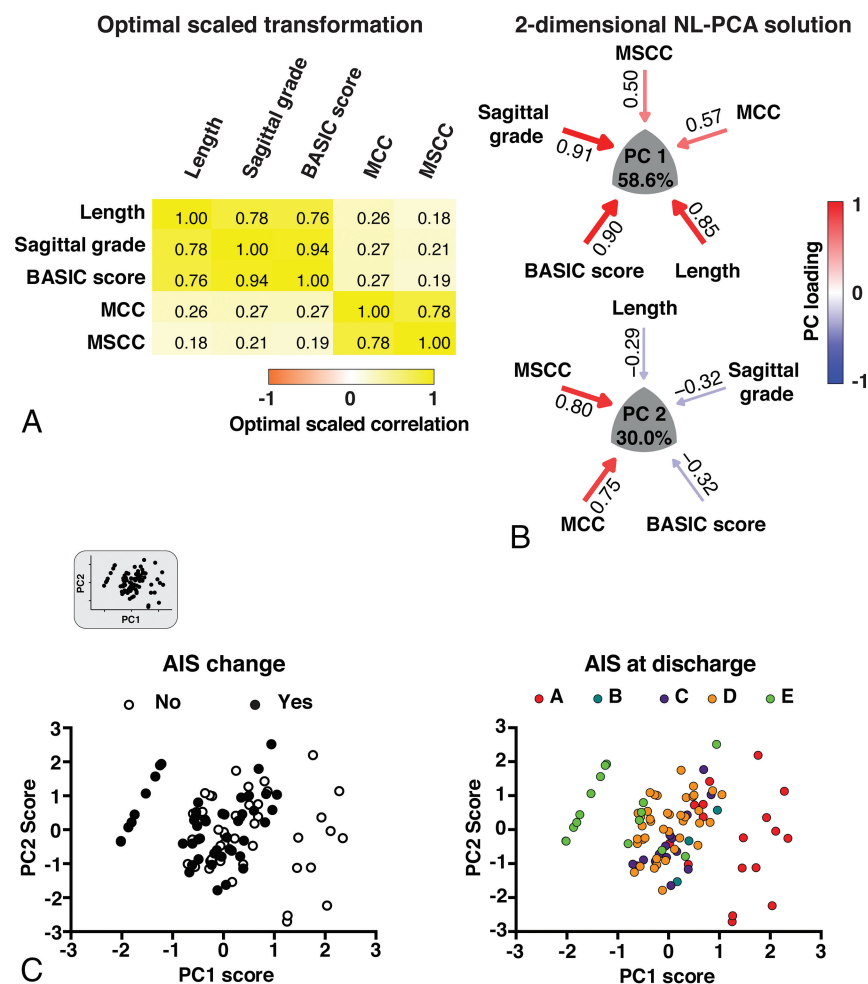 Optimal scaled transformation
Length
Sagittal grade
BASIC score
MCC
MSCC
Length 1.00 0.78 0.76 0.26 0.18
Sagittal grade 0.78 1.00 0.94 0.27 0.21
BASIC score 0.76 0.94 1.00 0.27 0.19
MCC 0.26 0.27 0.27 1.00 0.78
MSCC 0.18 0.21 0.19 0.78 1.00
-1 0 1
Optimal scaled correlation
A
2-dimensional NL-PCA solution
MSCC
0.50
Sagittal
grade
0.91
MCC
0.57
PC 1
58.6%
BASIC score
0.90
Length
0.85
Length
−0.29
MSCC
0.80
Sagittal
grade
−0.32
PC 2
30.0%
MCC
0.75
BASIC score
−0.32
PC loading
1
0
-1
B
PC2
PC1
AIS change
No Yes
PC2 Score
3
2
1
0
-1
-2
-3
-3 -2 -1 0 1 2 3
PC1 score
C
AIS at discharge
A B C D E
PC2 Score
3
2
1
0
-1
-2
-3
-3 -2 -1 0 1 2 3
PC1 score